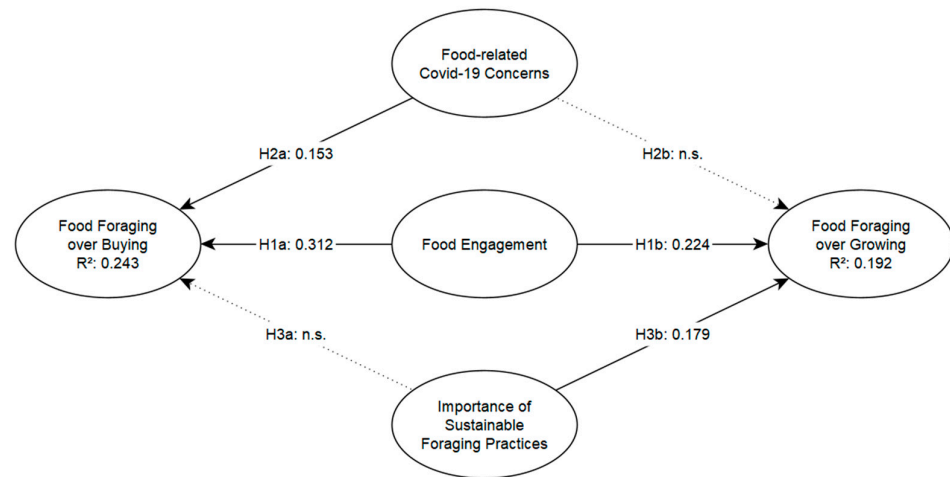 Food-related
Covid-19 Concerns
H2a: 0.153
H2b: n.s.
Food Foraging
over Buying
R²: 0.243
H1a: 0.312
Food Engagement
H1b: 0.224
Food Foraging
over Growing
R²: 0.192
H3a: n.s.
H3b: 0.179
Importance of
Sustainable
Foraging Practices